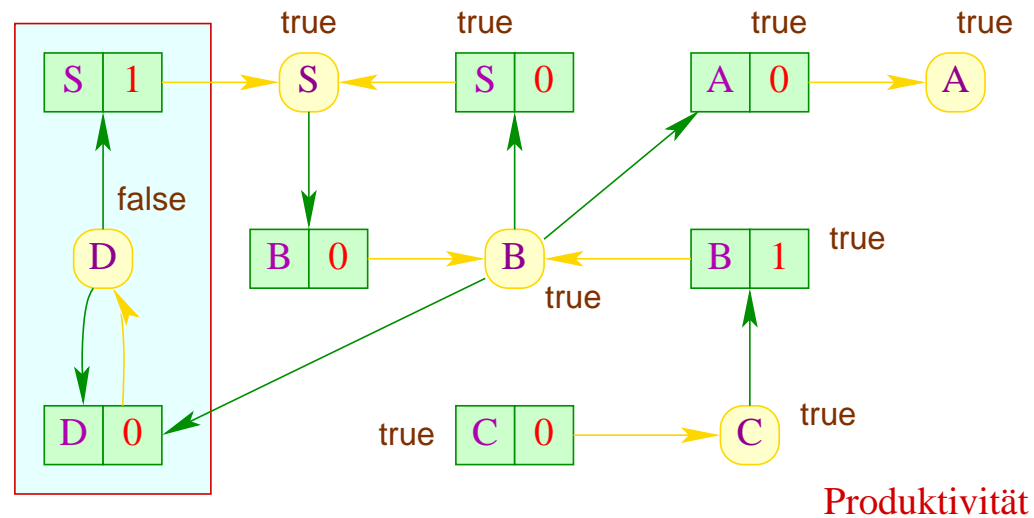 true true true true
S 1 S S 0 A 0 A
false
D B 0 B B 1 true
true
D 0 true C 0 C true
Produktivität